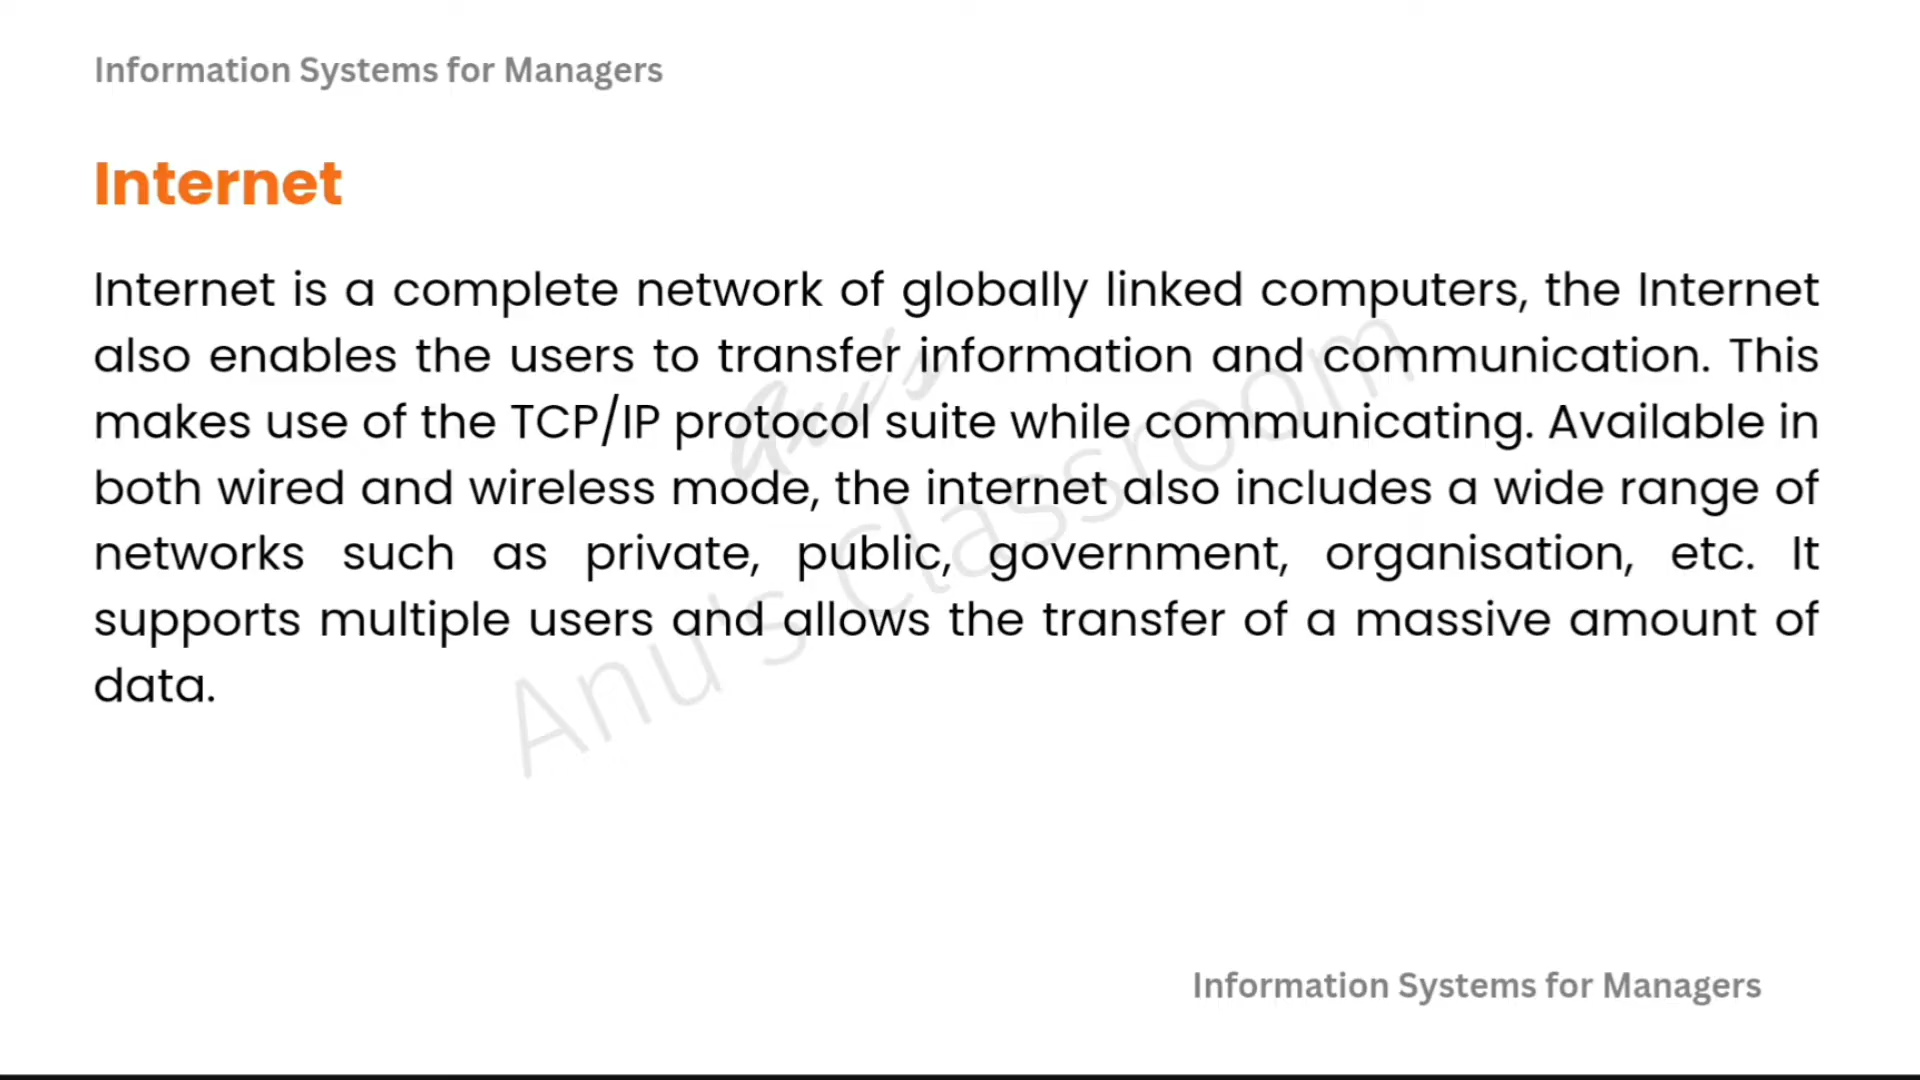 Information Systems for Managers
Internet
Internet is a complete network of globally linked computers, the Internet
also enables the users to transfer information and communication. This
makes use of the TCP/IP protocol suite while communicating. Available in
both wired and wireless mode, the internet also includes a wide range of
networks such as private, public, government, organisation, etc. It
supports multiple users and allows the transfer of a massive amount of
data.
Anu's
Anu's Classroom
Information Systems for Managers